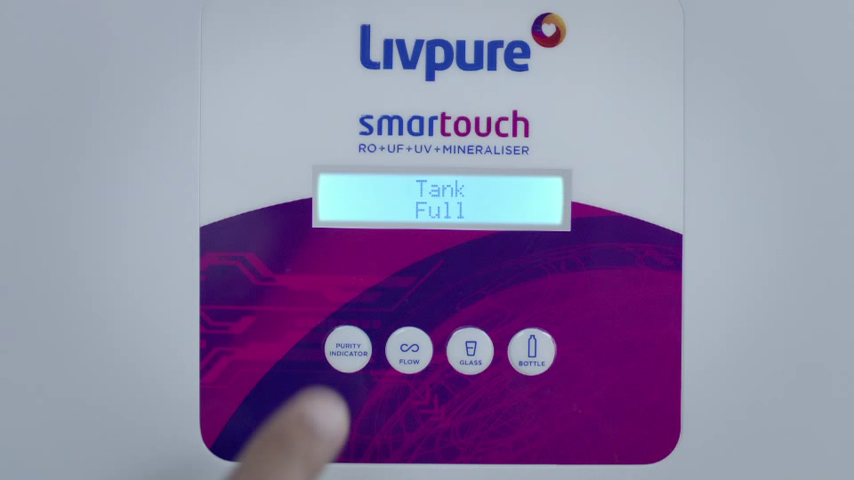 Livpure
smartouch
RO+UF+UV+MINERALISER
Tank
Full
PURITY
INDICATOR
FLOW
GLASS
BOTTLE